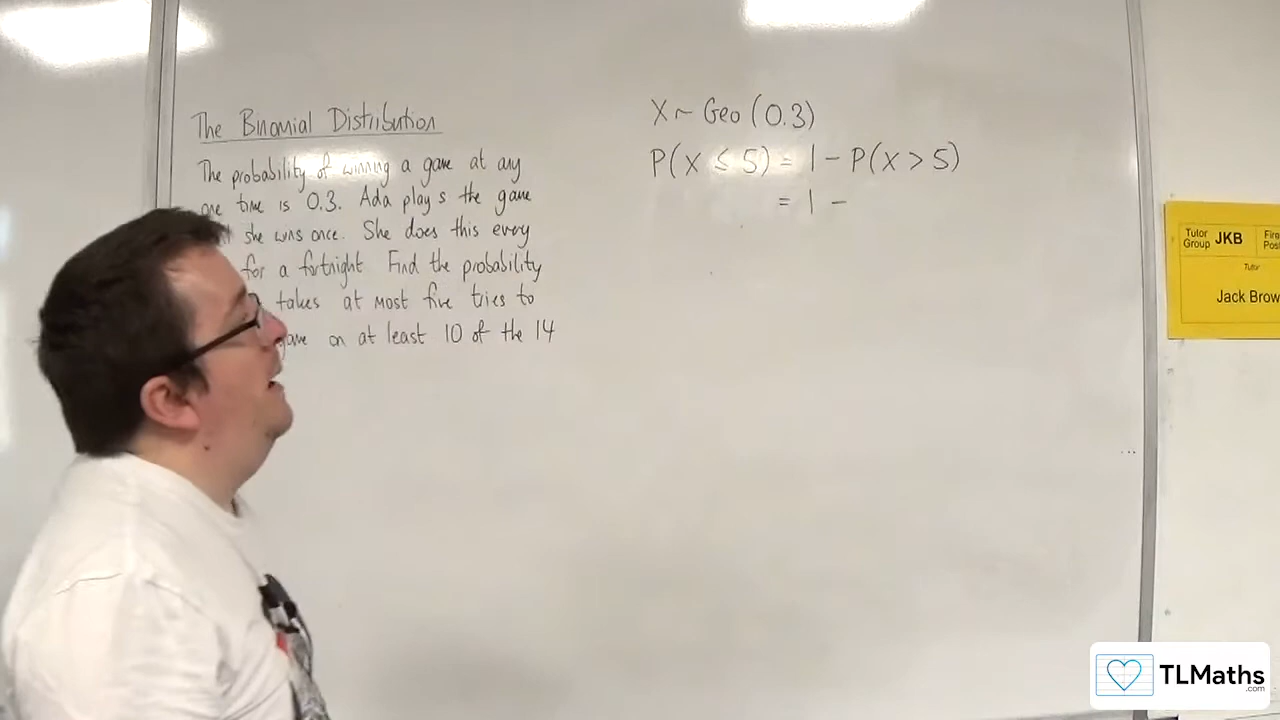 The Binomial Distribution
The probability of winning a game at any
one time is 0.3. Ada plays the game
she wins once. She does this every
for a fortnight Find the probability
takes at most five tries to
on at least 10 of the 14
X ~ Geo (0.3)
P(X ≤ 5) = 1 - P(X > 5)
= 1 -
Tutor
Group JKB
Tutor
Jack Brow
TLMaths
.com